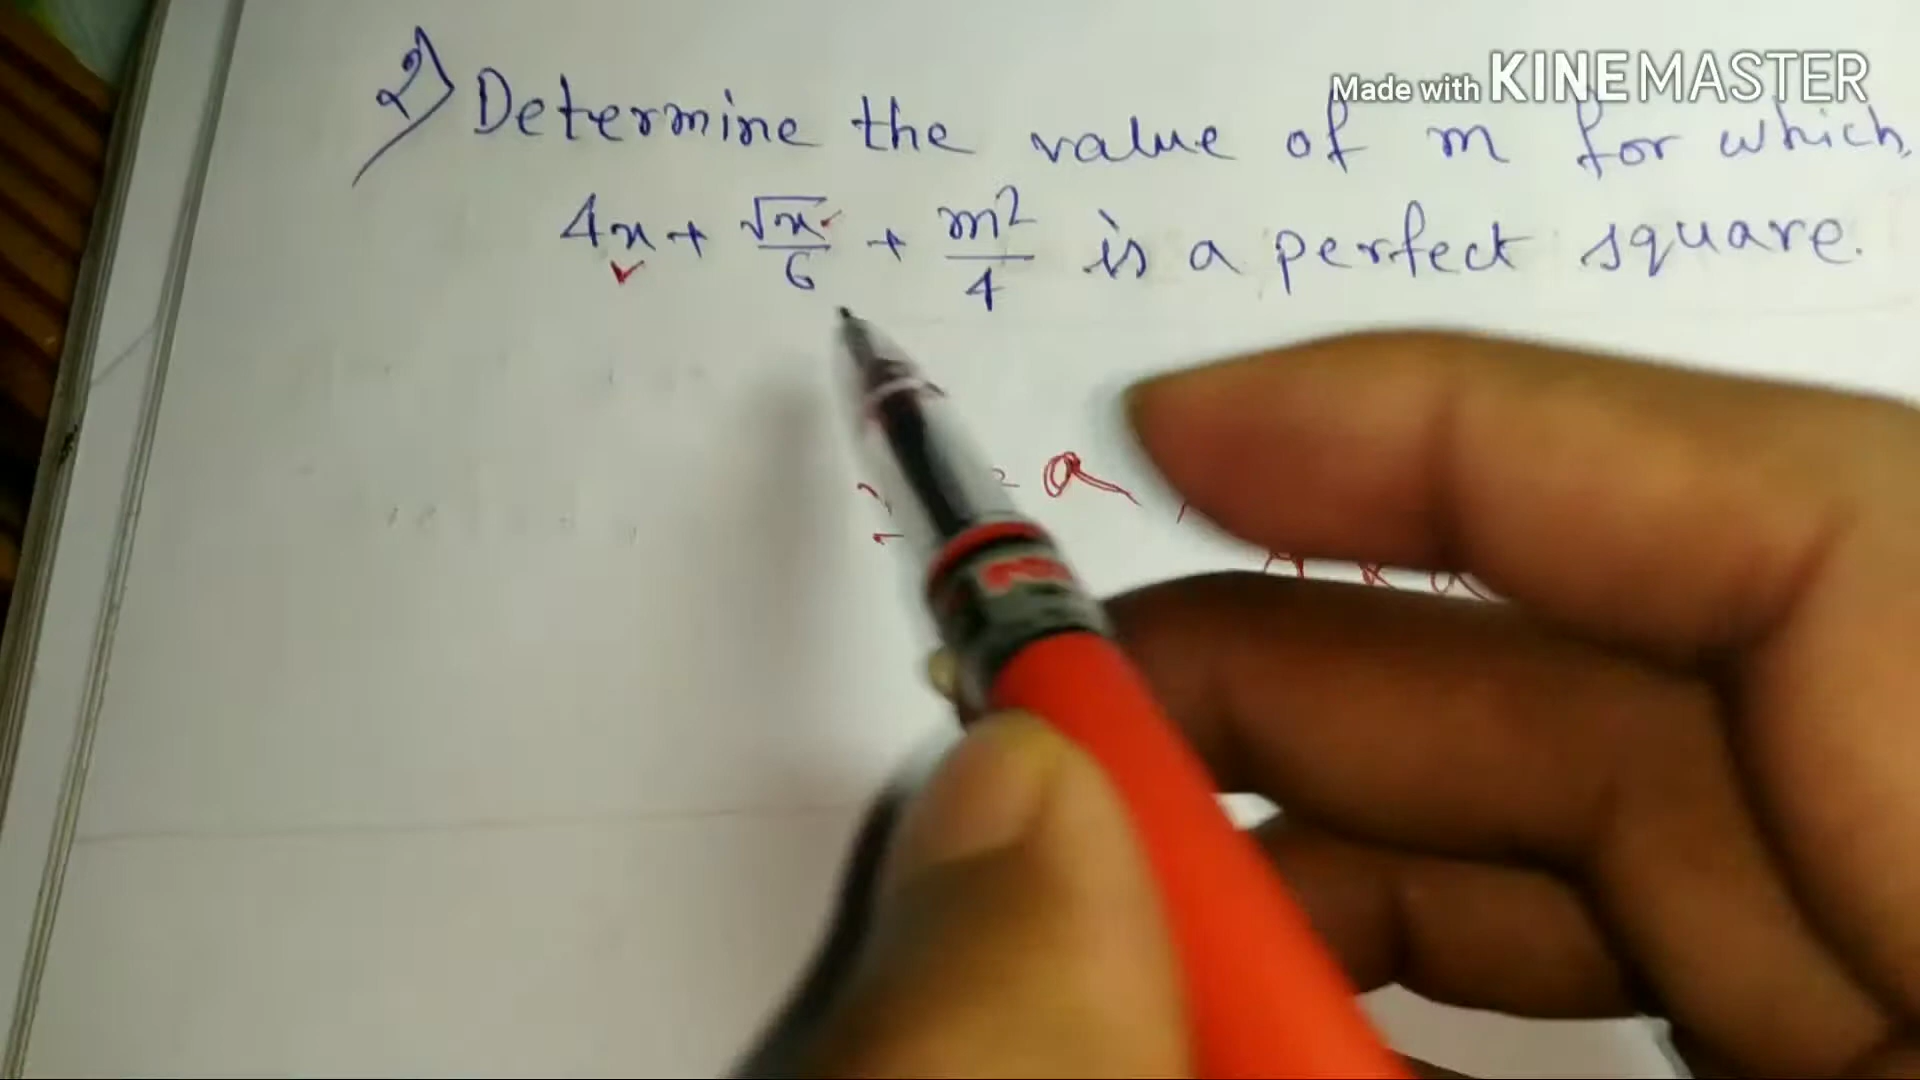 Made with KINEMASTER
2) Determine the value of m for which,
4x + √x/6 + m²/4 is a perfect square.
a